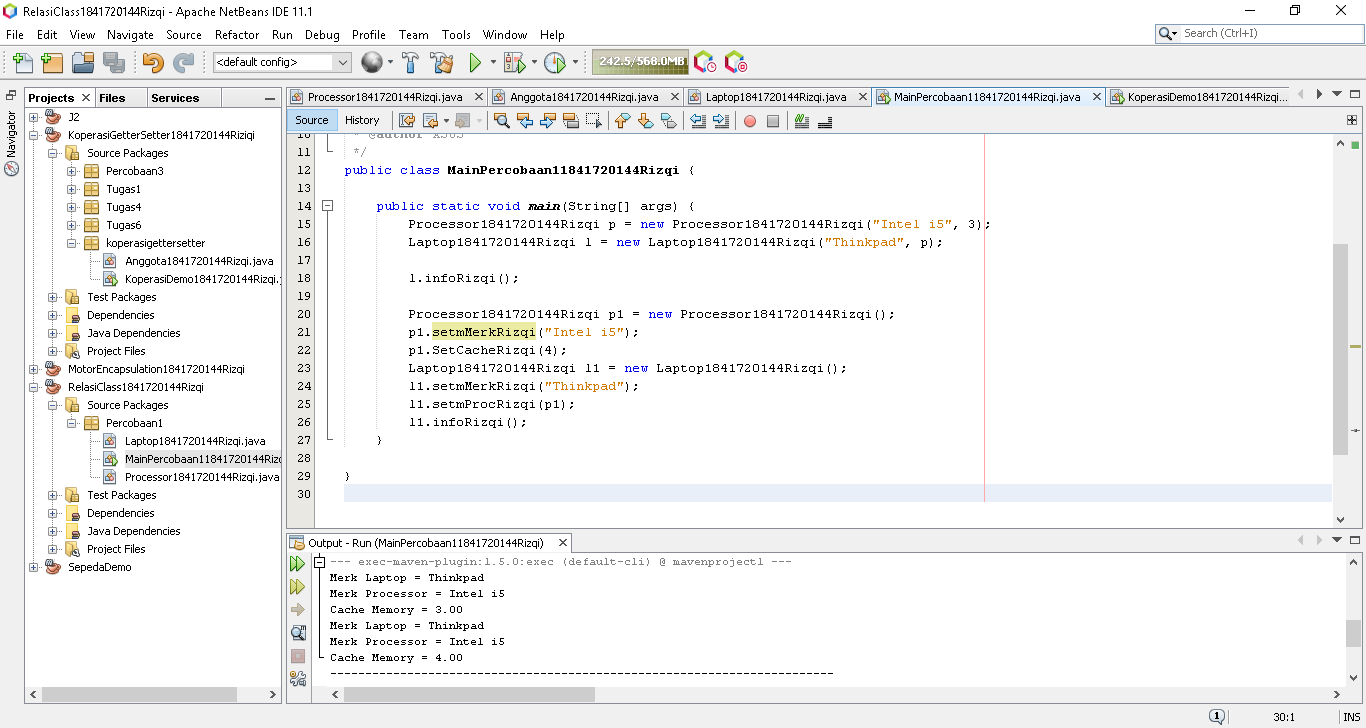 RelasiClass1841720144Rizqi - Apache NetBeans IDE 11.1
File Edit View Navigate Source Refactor Run Debug Profile Team Tools Window Help
Search (Ctrl+I)
<default config>
242.5/568.0MB
Projects Files Services
Navigator
J2
KoperasiGetterSetter1841720144Rizqi
Source Packages
Percobaan3
Tugas1
Tugas4
Tugas6
koperasigettersetter
Anggota1841720144Rizqi.java
KoperasiDemo1841720144Rizqi.j
Test Packages
Dependencies
Java Dependencies
Project Files
MotorEncapsulation1841720144Rizqi
RelasiClass1841720144Rizqi
Source Packages
Percobaan1
Laptop1841720144Rizqi.java
MainPercobaan11841720144Rizq
Processor1841720144Rizqi.java
Test Packages
Dependencies
Java Dependencies
Project Files
SepedaDemo
Processor1841720144Rizqi.java Anggota1841720144Rizqi.java Laptop1841720144Rizqi.java MainPercobaan11841720144Rizqi.java KoperasiDemo1841720144Rizqi...
Source History
10 * @author ASUS
11 */
12 public class MainPercobaan11841720144Rizqi {
13
14 public static void main(String[] args) {
15 Processor1841720144Rizqi p = new Processor1841720144Rizqi("Intel i5", 3);
16 Laptop1841720144Rizqi l = new Laptop1841720144Rizqi("Thinkpad", p);
17
18 l.infoRizqi();
19
20 Processor1841720144Rizqi p1 = new Processor1841720144Rizqi();
21 p1.setmMerkRizqi("Intel i5");
22 p1.SetCacheRizqi(4);
23 Laptop1841720144Rizqi l1 = new Laptop1841720144Rizqi();
24 l1.setmMerkRizqi("Thinkpad");
25 l1.setmProcRizqi(p1);
26 l1.infoRizqi();
27 }
28
29 }
30
Output - Run (MainPercobaan11841720144Rizqi)
--- exec-maven-plugin:1.5.0:exec (default-cli) @ mavenproject1 ---
Merk Laptop = Thinkpad
Merk Processor = Intel i5
Cache Memory = 3.00
Merk Laptop = Thinkpad
Merk Processor = Intel i5
Cache Memory = 4.00
------------------------------------------------------------------------
1 30:1 INS